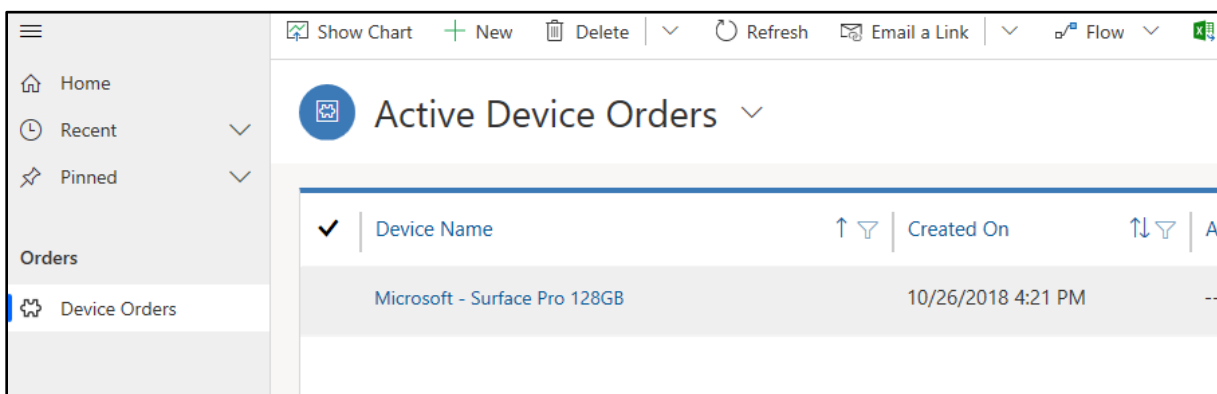 Show Chart New Delete Refresh Email a Link Flow
Home
Recent
Pinned
Orders
Device Orders
Active Device Orders
Device Name Created On A
Microsoft - Surface Pro 128GB 10/26/2018 4:21 PM --